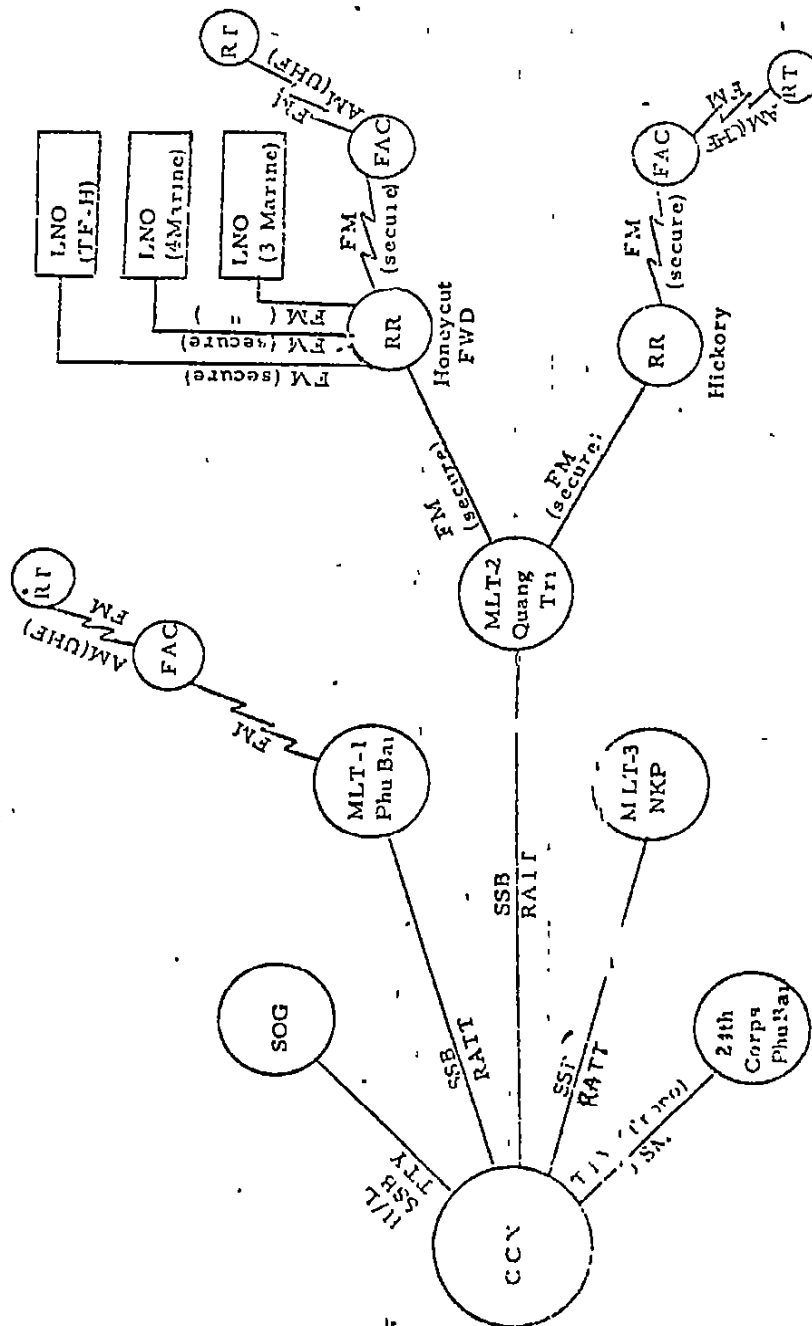 RT
AM(UHF)
FM
FAC
FM
(secure)
LNO
(TF-H)
LNO
(4Marine)
LNO
(3 Marine)
FM (secure)
FM (secure)
FM ( " )
RR
Honeycut
FWD
FM
(secure)
RT
FM
FAC
FM
(secure)
RR
Hickory
FM
(secure)
MLT-2
Quang
Tri
RT
FM
AM(UHF)
FAC
FM
MLT-1
Phu Bai
SSB
RATT
MLT-3
NKP
SSB
RATT
RATT
SOG
SSB
TTY
24th
Corps
PhuBai